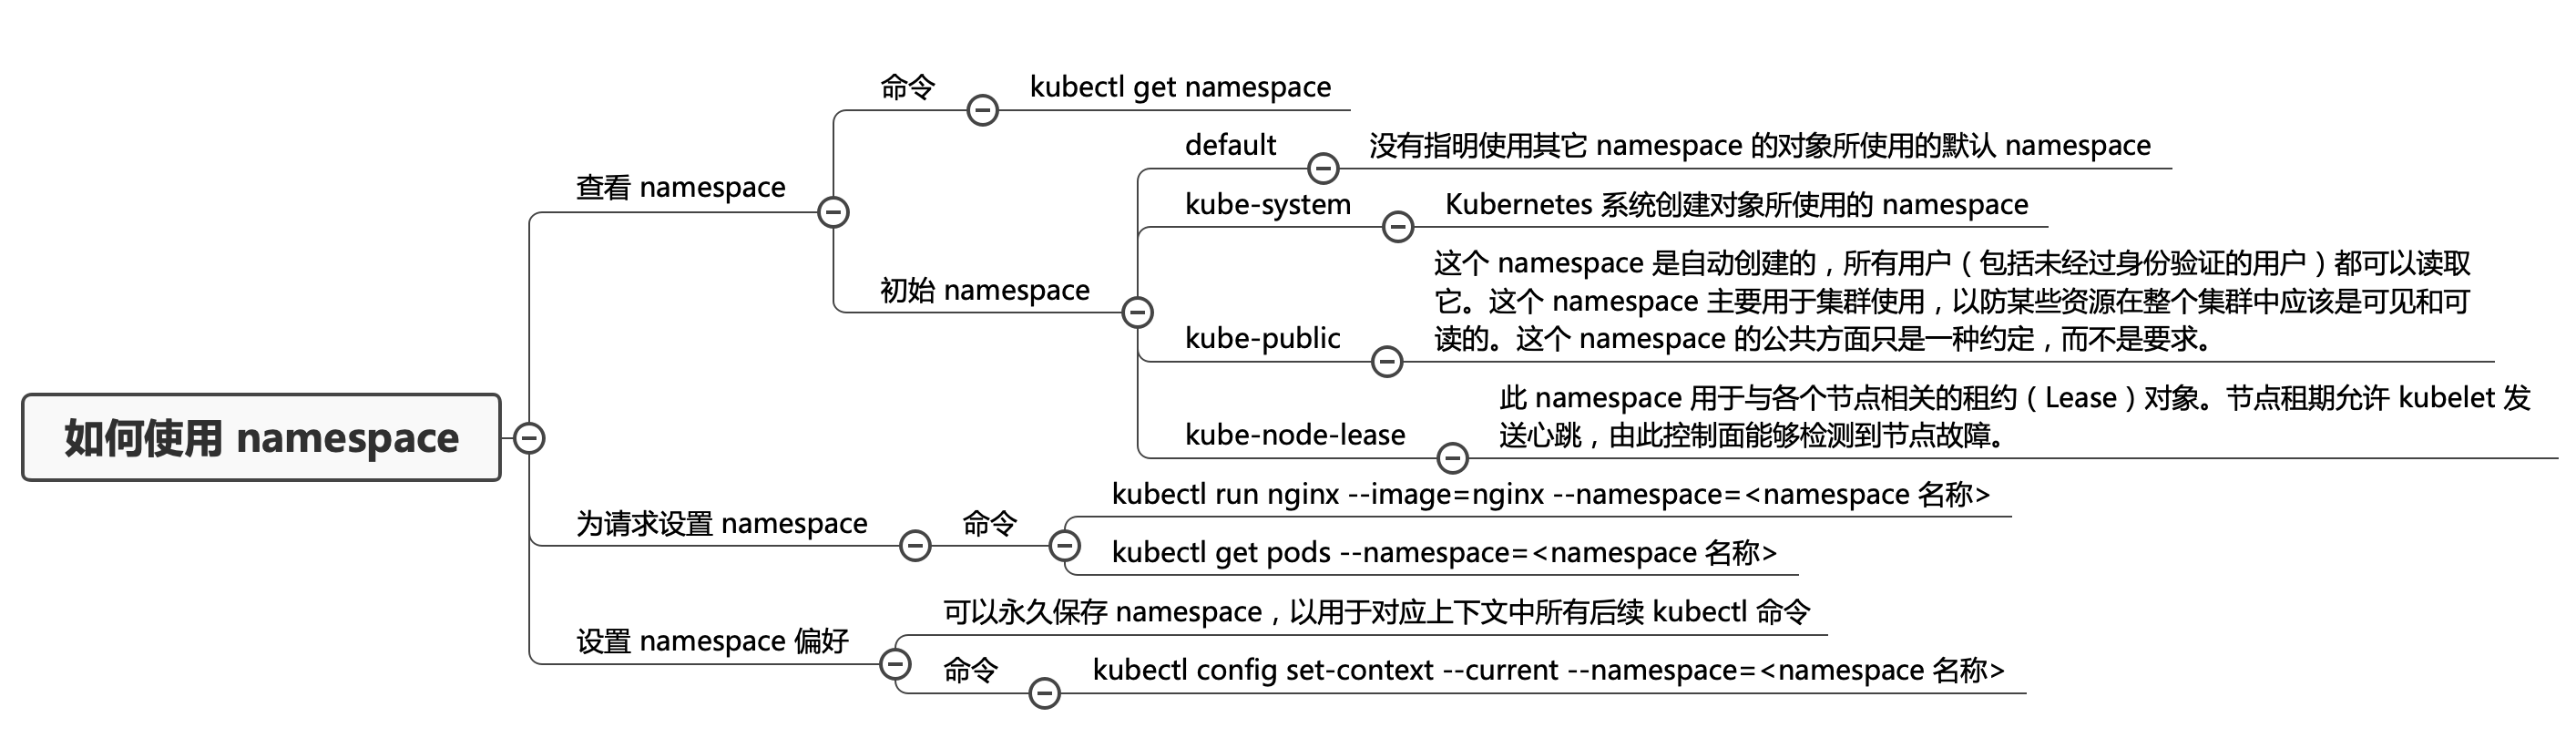 如何使用 namespace
查看 namespace
命令
kubectl get namespace
初始 namespace
default
没有指明使用其它 namespace 的对象所使用的默认 namespace
kube-system
Kubernetes 系统创建对象所使用的 namespace
kube-public
这个 namespace 是自动创建的，所有用户（包括未经过身份验证的用户）都可以读取
它。这个 namespace 主要用于集群使用，以防某些资源在整个集群中应该是可见和可
读的。这个 namespace 的公共方面只是一种约定，而不是要求。
kube-node-lease
此 namespace 用于与各个节点相关的租约（Lease）对象。节点租期允许 kubelet 发
送心跳，由此控制面能够检测到节点故障。
为请求设置 namespace
命令
kubectl run nginx --image=nginx --namespace=<namespace 名称>
kubectl get pods --namespace=<namespace 名称>
设置 namespace 偏好
可以永久保存 namespace，以用于对应上下文中所有后续 kubectl 命令
命令
kubectl config set-context --current --namespace=<namespace 名称>